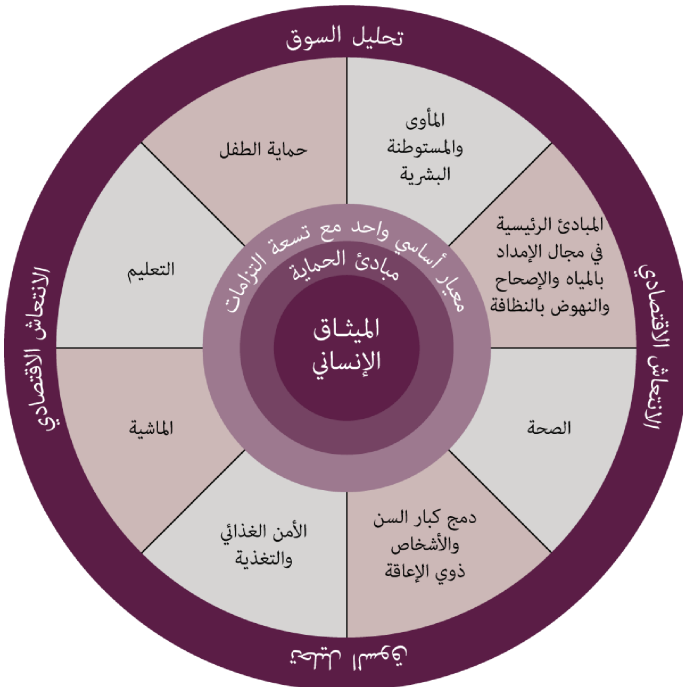 تحليل السوق
المأوى
والمستوطنة
البشرية
حماية الطفل
المبادئ الرئيسية
في مجال الإمداد
بالمياه والإصحاح
والنهوض بالنظافة
التعليم
معيار أساسي واحد مع تسعة التزامات
مبادئ الحماية
الميثاق
الإنساني
الانتعاش الاقتصادي
الانتعاش الاقتصادي
الصحة
الماشية
دمج كبار السن
والأشخاص
ذوي الإعاقة
الأمن الغذائي
والتغذية
تحليل السوق